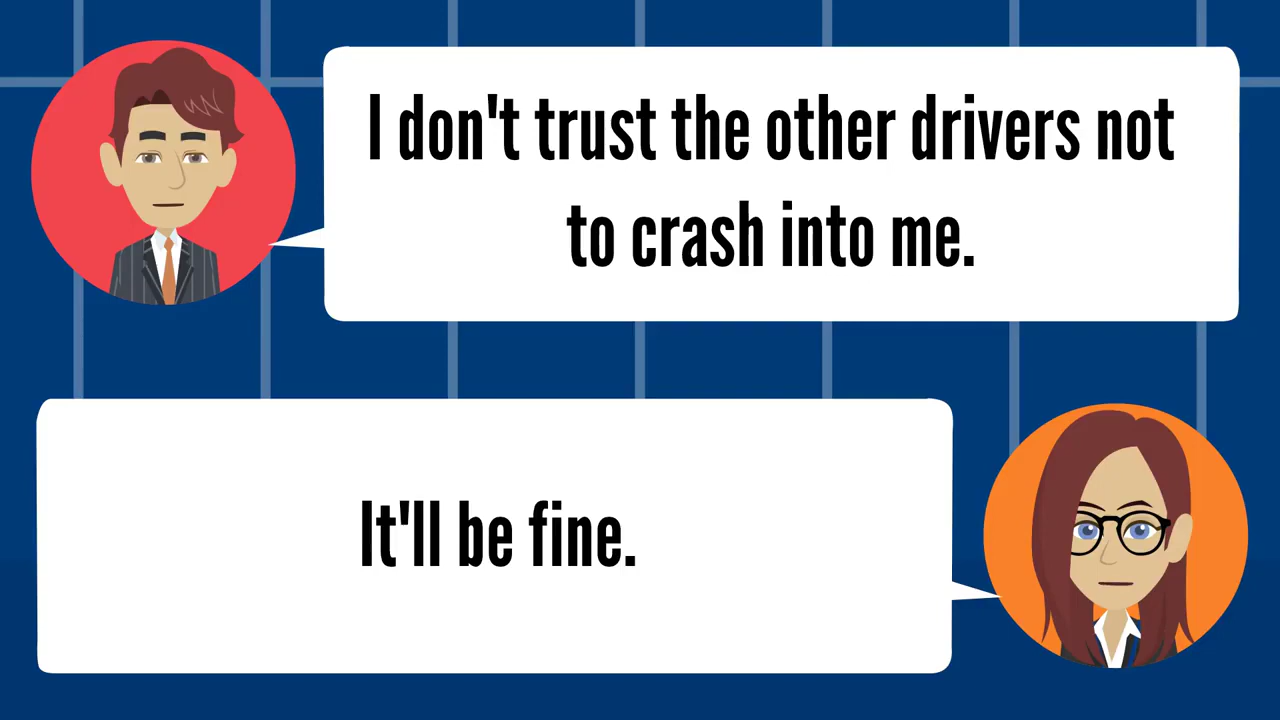 I don't trust the other drivers not
to crash into me.
It'll be fine.